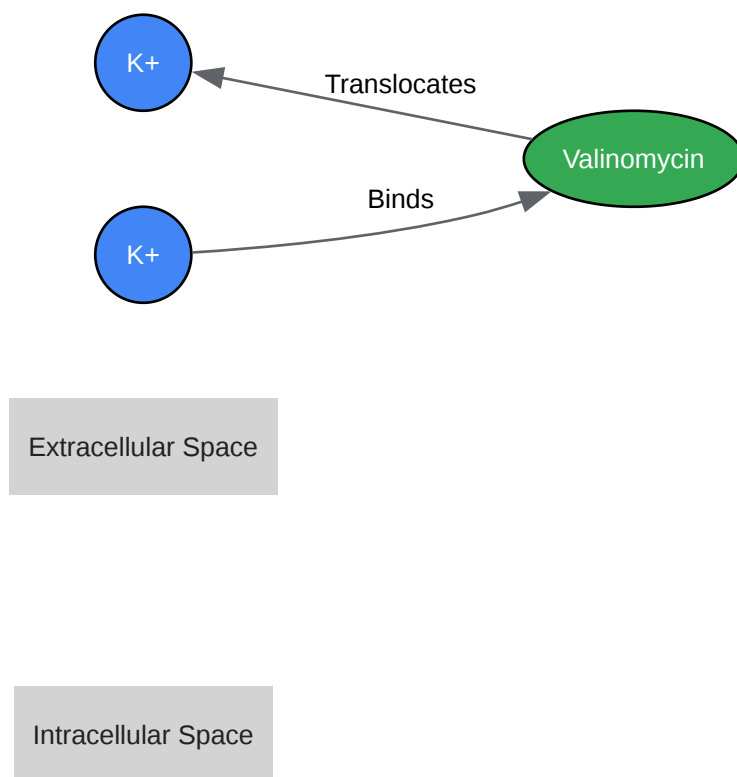 K+
Translocates
Valinomycin
Binds
K+
Extracellular Space
Intracellular Space